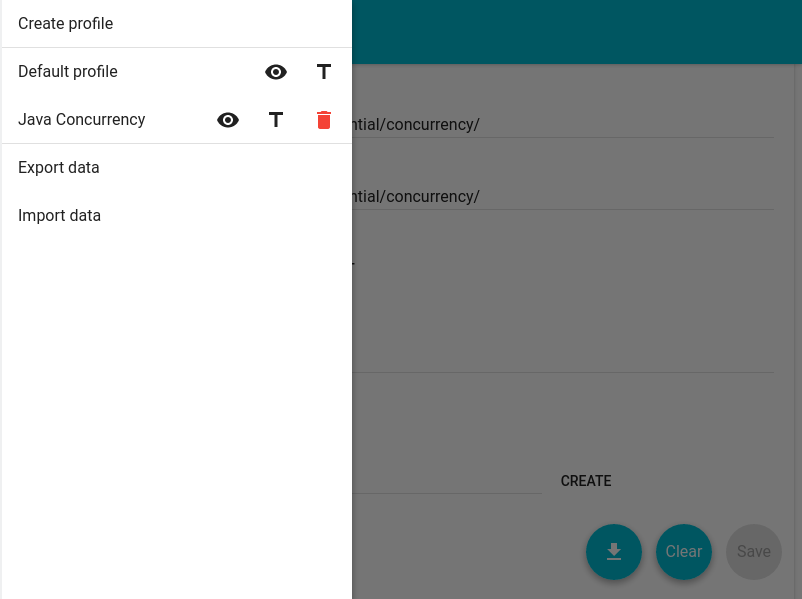 Create profile
Default profile
Java Concurrency
Export data
Import data
ntial/concurrency/
ntial/concurrency/
CREATE
Clear
Save